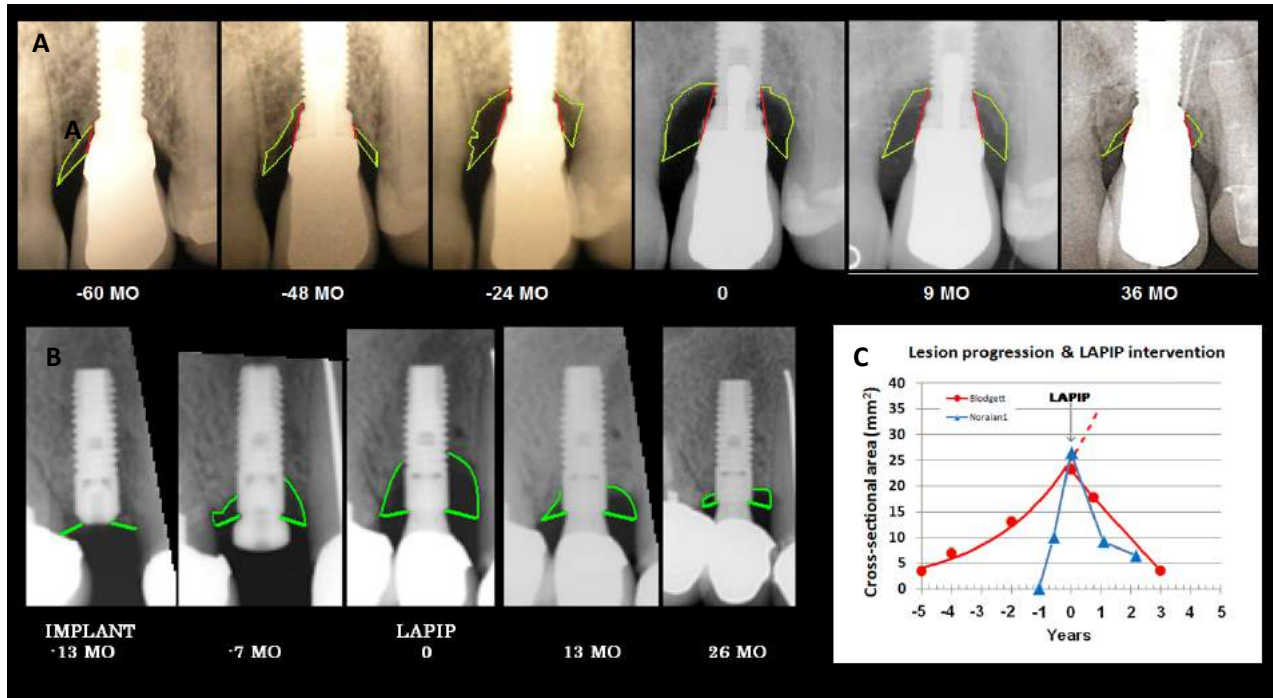 A
A
-60 MO
-48 MO
-24 MO
0
9 MO
36 MO
B
IMPLANT
-13 MO
-7 MO
LAPIP
0
13 MO
26 MO
C
Lesion progression & LAPIP intervention
Cross-sectional area (mm²)
40
35
30
25
20
15
10
5
0
Blodgett
Noraian1
LAPIP
-5 -4 -3 -2 -1 0 1 2 3 4 5
Years